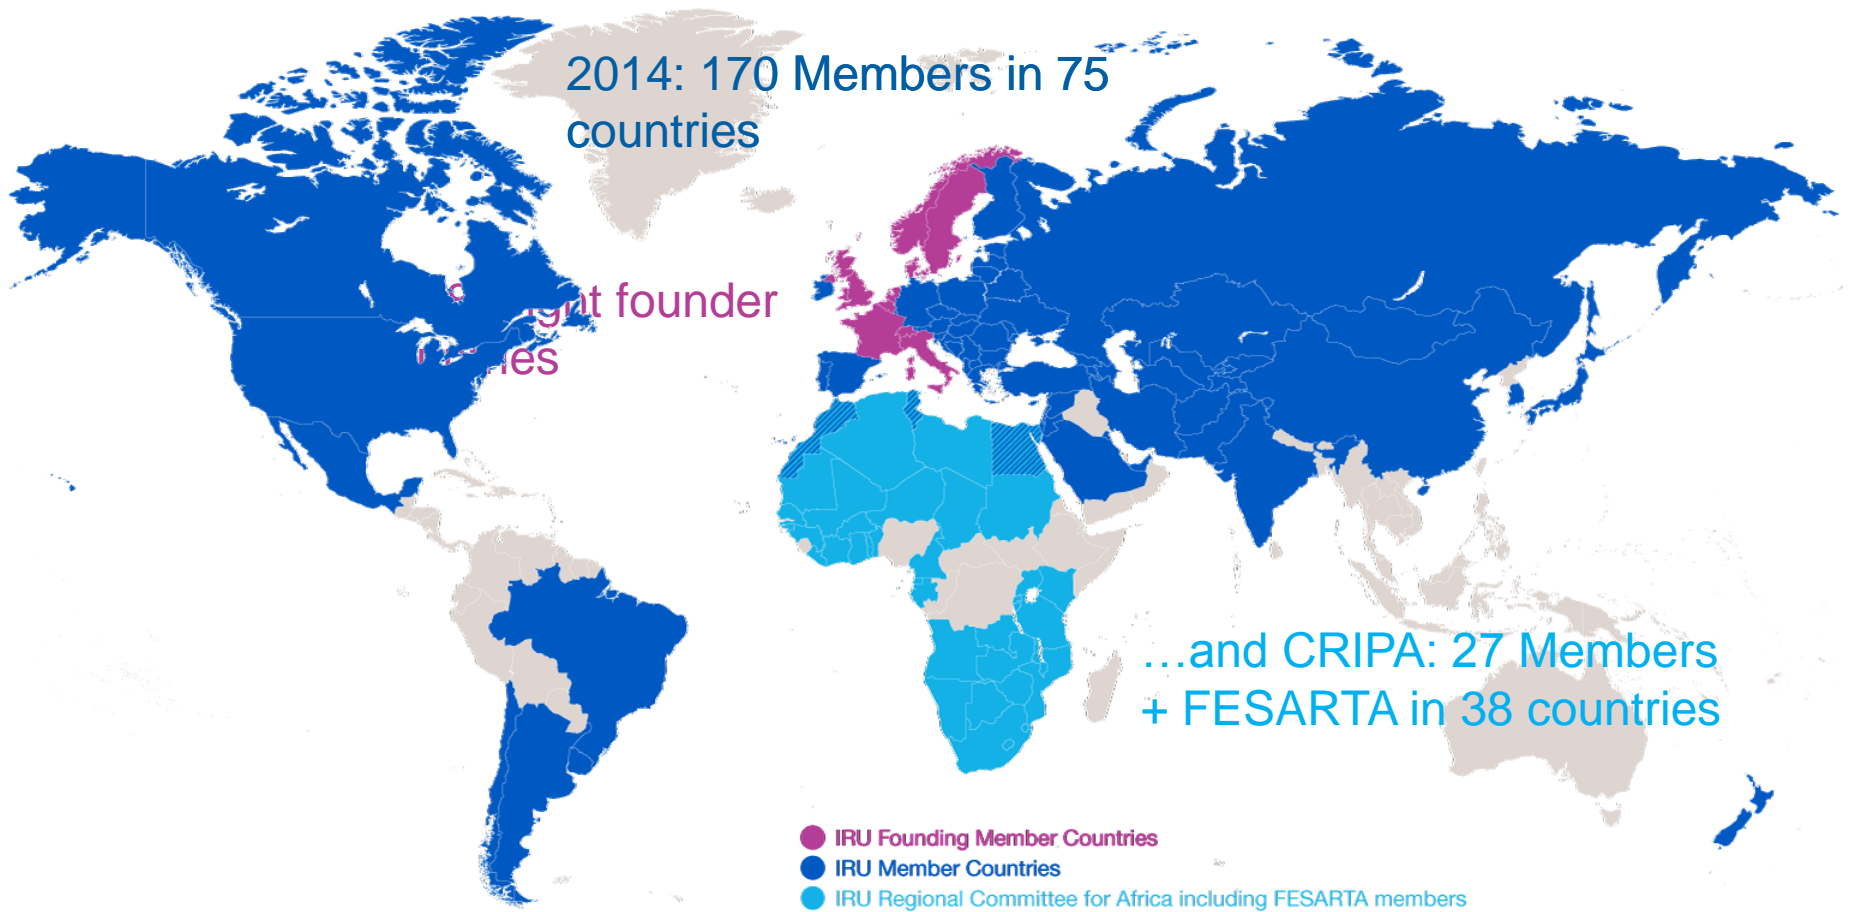 2014: 170 Members in 75
countries
founder
…and CRIPA: 27 Members
+ FESARTA in 38 countries
IRU Founding Member Countries
IRU Member Countries
IRU Regional Committee for Africa including FESARTA members